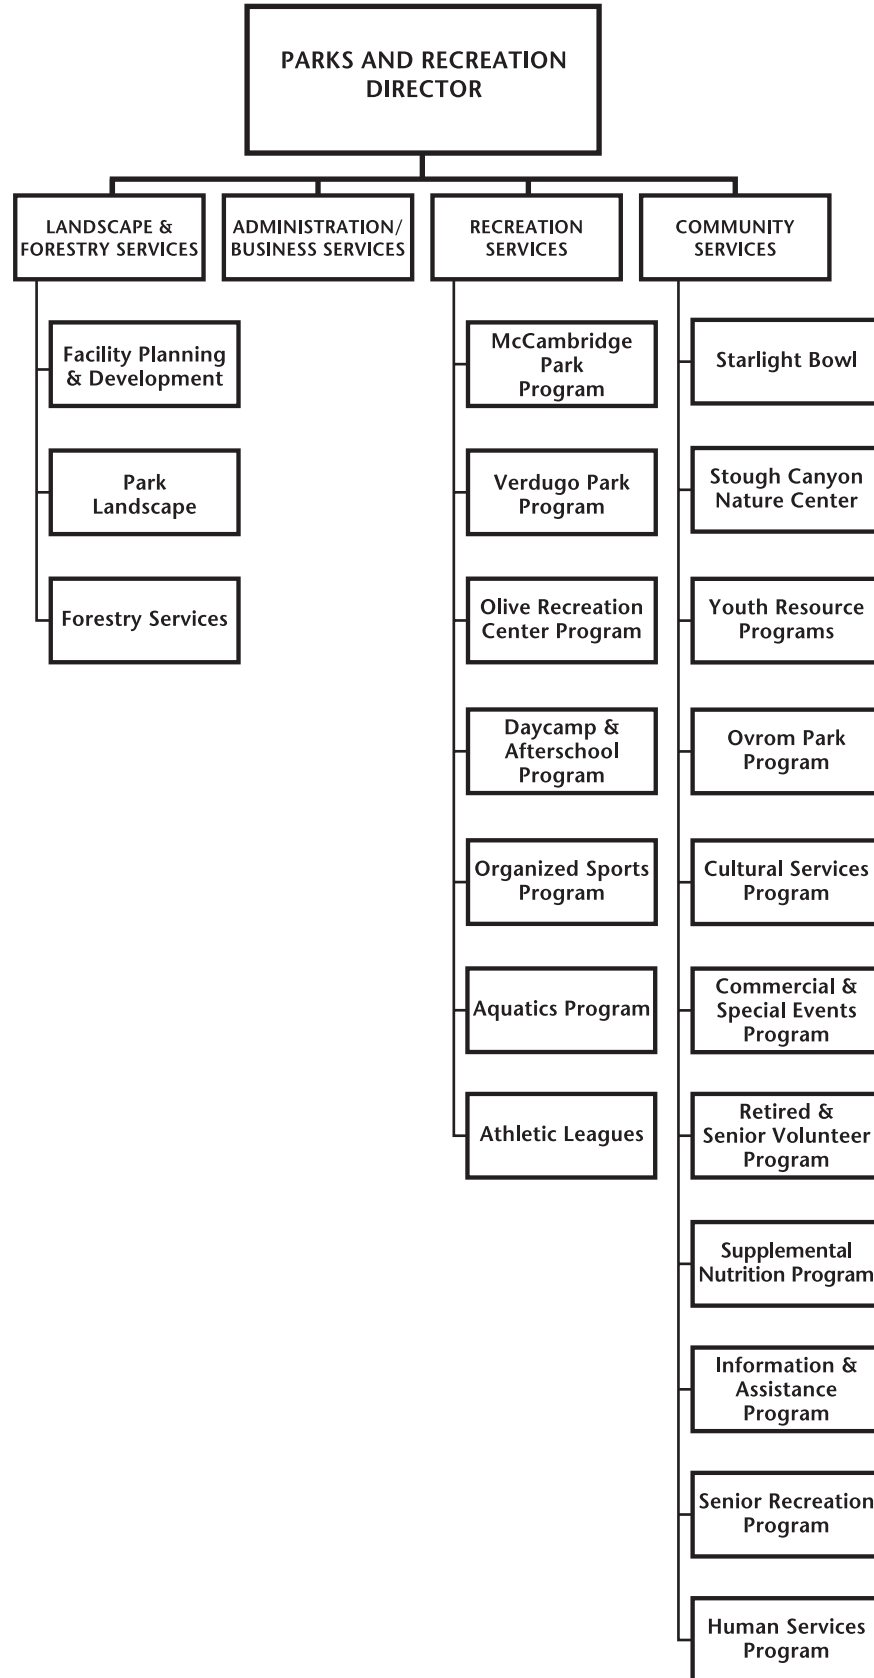 PARKS AND RECREATION
DIRECTOR
LANDSCAPE &
FORESTRY SERVICES
ADMINISTRATION/
BUSINESS SERVICES
RECREATION
SERVICES
COMMUNITY
SERVICES
Facility Planning
& Development
Park
Landscape
Forestry Services
McCambridge
Park
Program
Verdugo Park
Program
Olive Recreation
Center Program
Daycamp &
Afterschool
Program
Organized Sports
Program
Aquatics Program
Athletic Leagues
Starlight Bowl
Stough Canyon
Nature Center
Youth Resource
Programs
Ovrom Park
Program
Cultural Services
Program
Commercial &
Special Events
Program
Retired &
Senior Volunteer
Program
Supplemental
Nutrition Program
Information &
Assistance
Program
Senior Recreation
Program
Human Services
Program